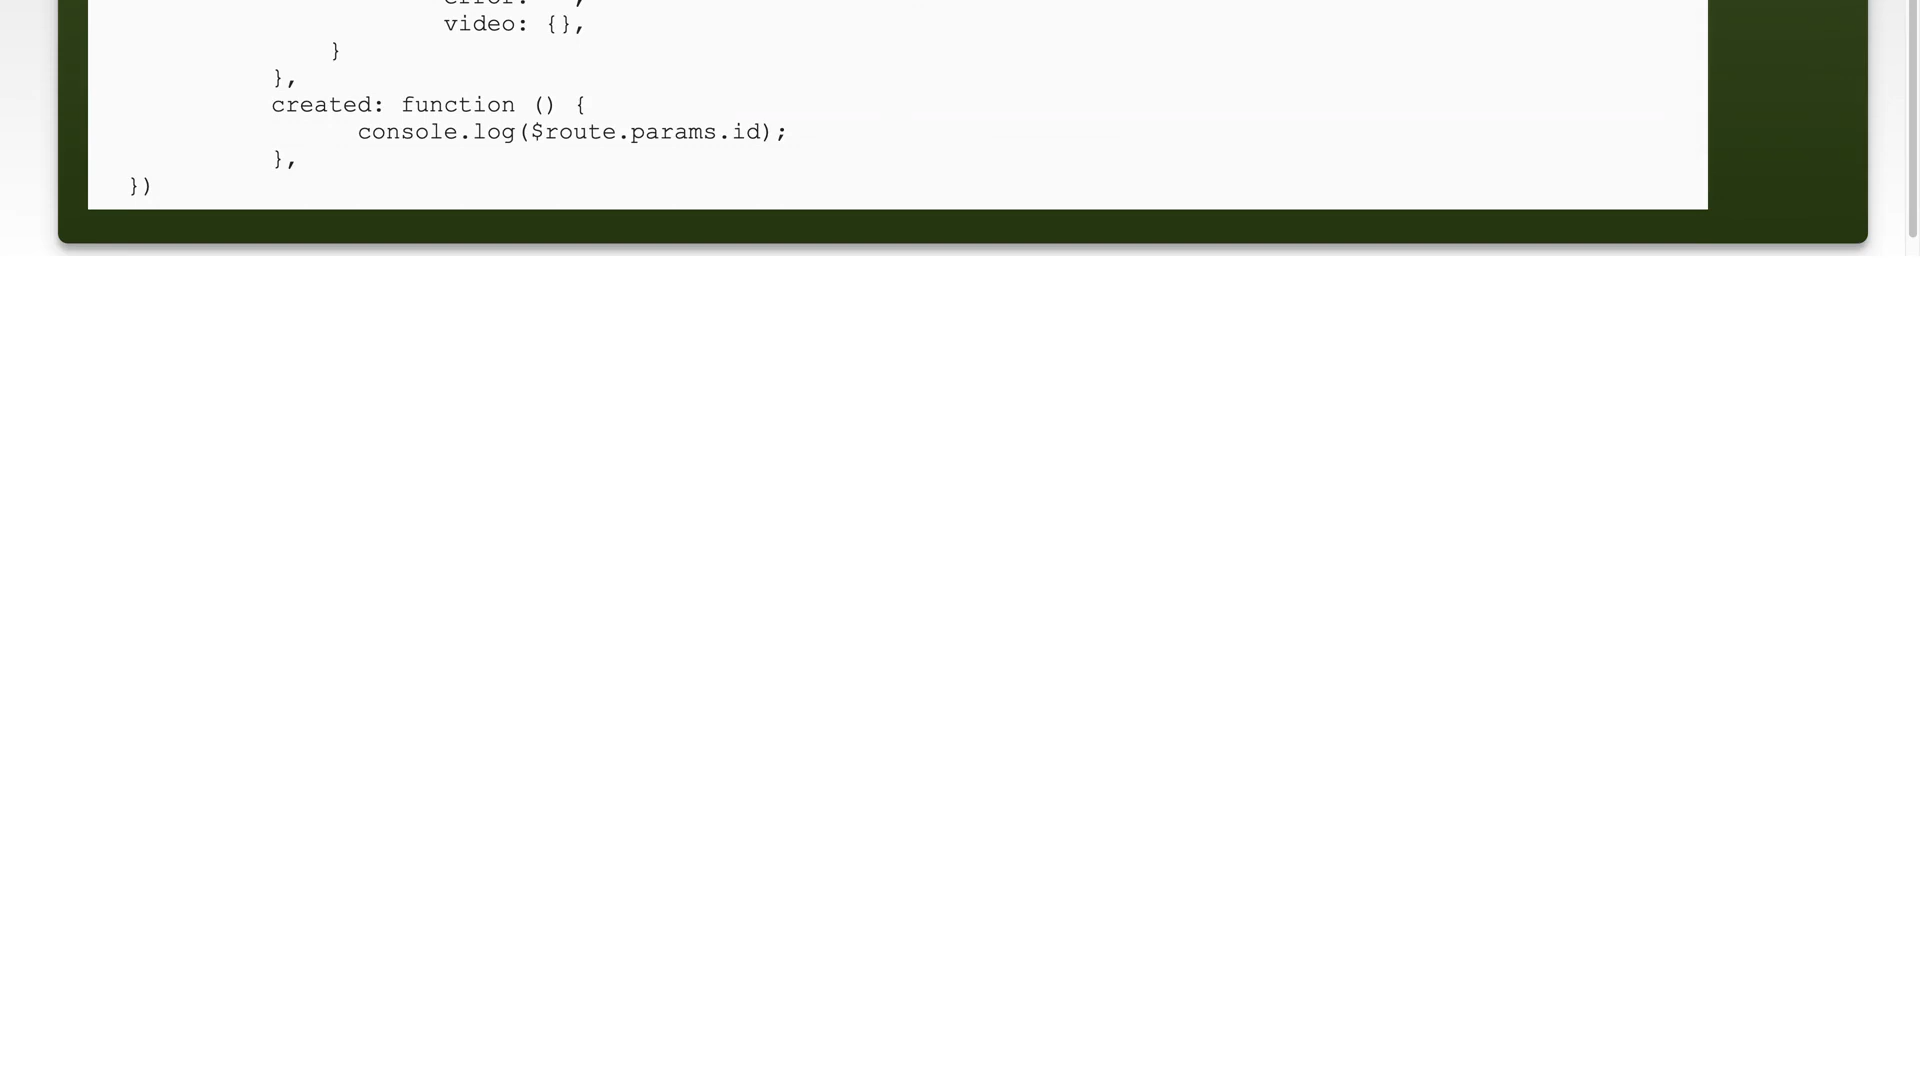 video: {},
}
},
created: function () {
console.log($route.params.id);
},
})